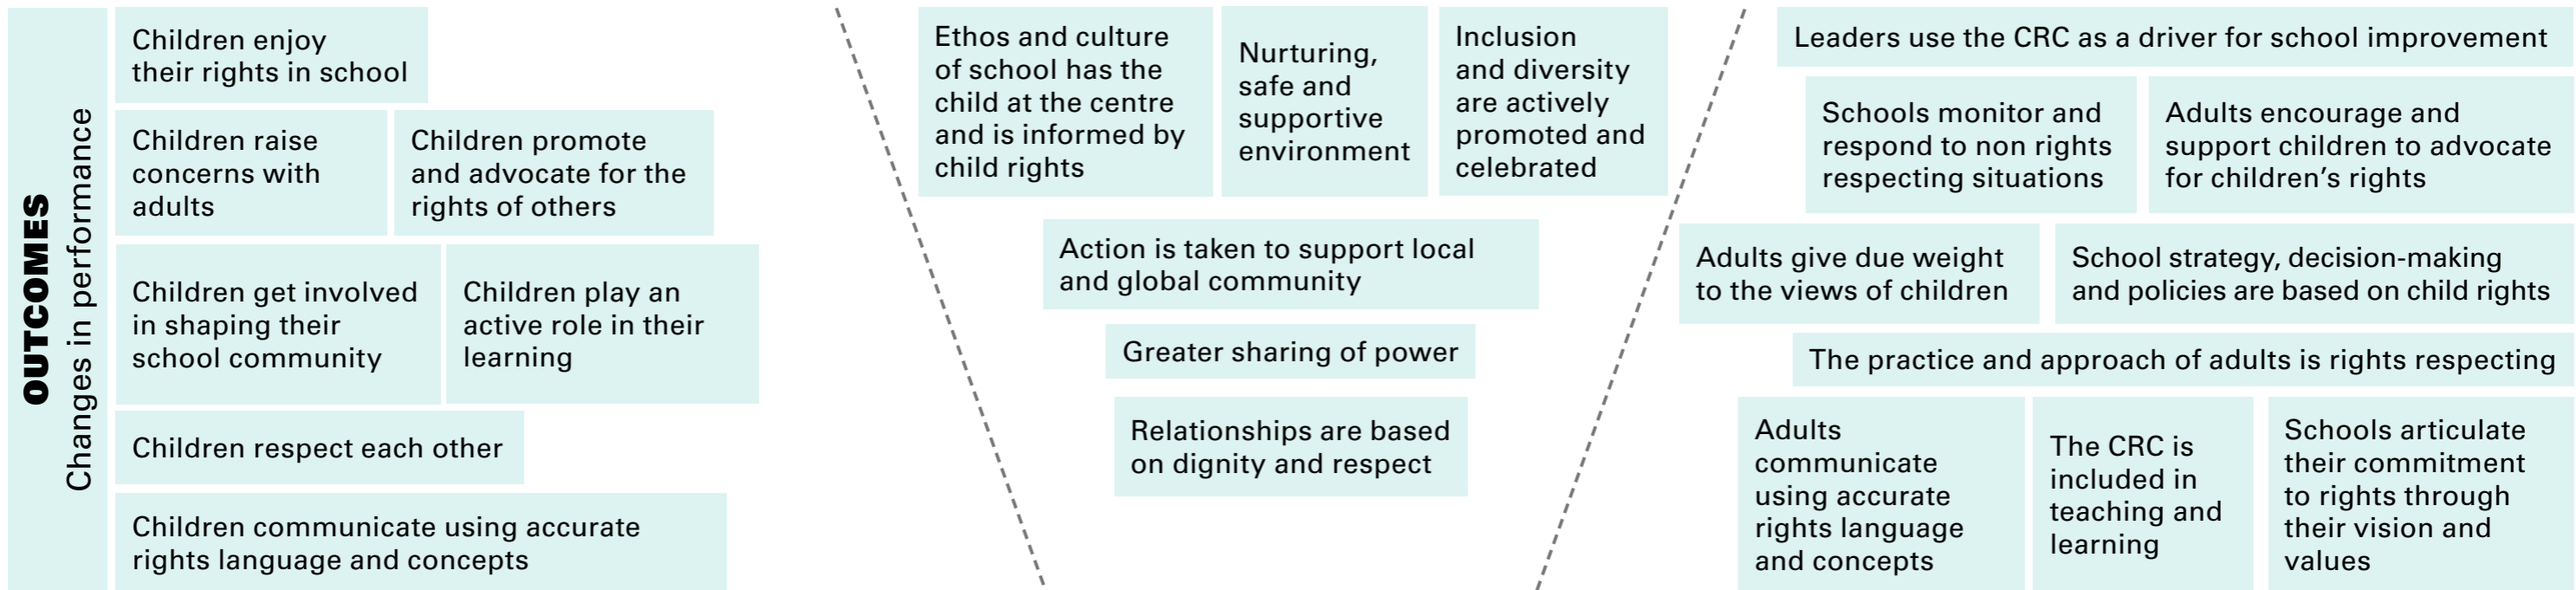 OUTCOMES
Changes in performance
Children enjoy
their rights in school
Children raise
concerns with
adults
Children promote
and advocate for the
rights of others
Children get involved
in shaping their
school community
Children play an
active role in their
learning
Children respect each other
Children communicate using accurate
rights language and concepts
Ethos and culture
of school has the
child at the centre
and is informed by
child rights
Nurturing,
safe and
supportive
environment
Inclusion
and diversity
are actively
promoted and
celebrated
Action is taken to support local
and global community
Greater sharing of power
Relationships are based
on dignity and respect
Leaders use the CRC as a driver for school improvement
Schools monitor and
respond to non rights
respecting situations
Adults encourage and
support children to advocate
for children’s rights
Adults give due weight
to the views of children
School strategy, decision-making
and policies are based on child rights
The practice and approach of adults is rights respecting
Adults
communicate
using accurate
rights language
and concepts
The CRC is
included in
teaching and
learning
Schools articulate
their commitment
to rights through
their vision and
values